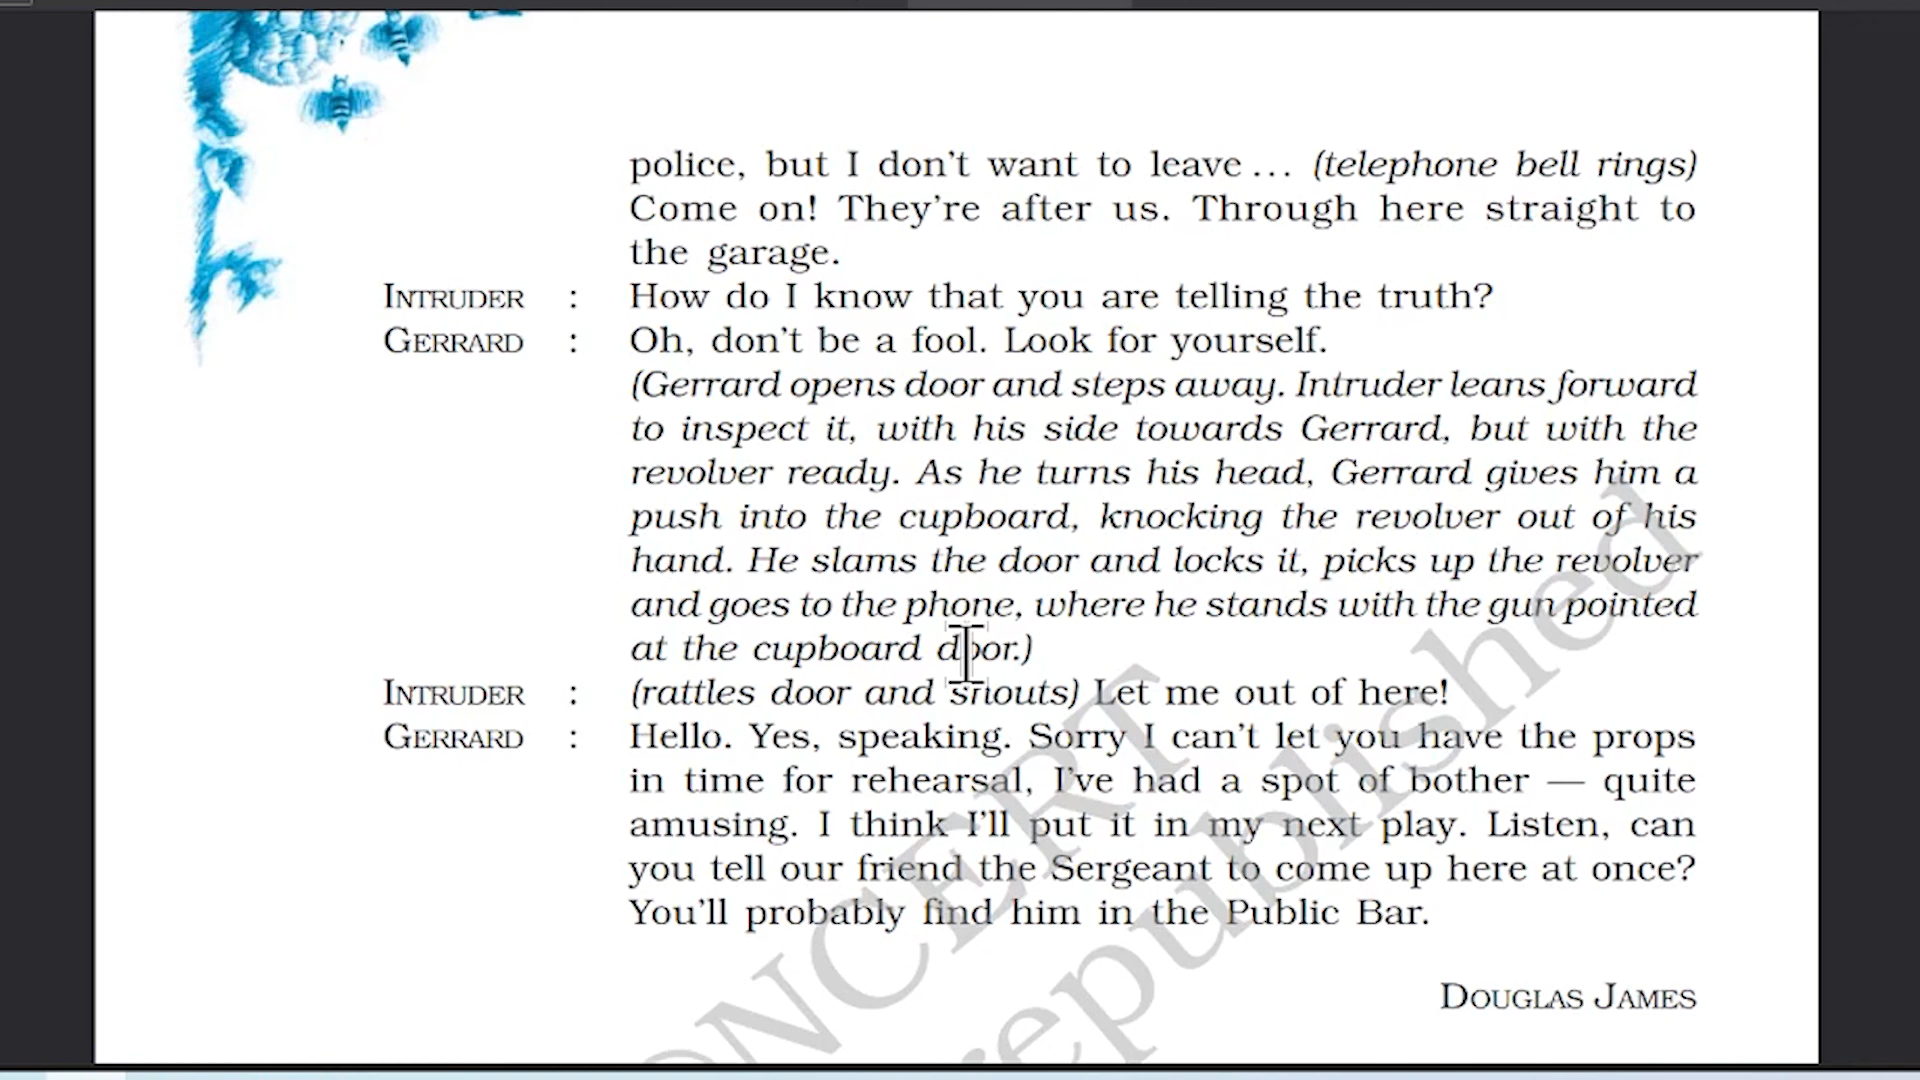 police, but I don't want to leave ... (telephone bell rings)
Come on! They're after us. Through here straight to
the garage.
INTRUDER : How do I know that you are telling the truth?
GERRARD : Oh, don't be a fool. Look for yourself.
(Gerrard opens door and steps away. Intruder leans forward
to inspect it, with his side towards Gerrard, but with the
revolver ready. As he turns his head, Gerrard gives him a
push into the cupboard, knocking the revolver out of his
hand. He slams the door and locks it, picks up the revolver
and goes to the phone, where he stands with the gun pointed
at the cupboard door.)
INTRUDER : (rattles door and shouts) Let me out of here!
GERRARD : Hello. Yes, speaking. Sorry I can't let you have the props
in time for rehearsal, I've had a spot of bother — quite
amusing. I think I'll put it in my next play. Listen, can
you tell our friend the Sergeant to come up here at once?
You'll probably find him in the Public Bar.
DOUGLAS JAMES
NCERT
republished